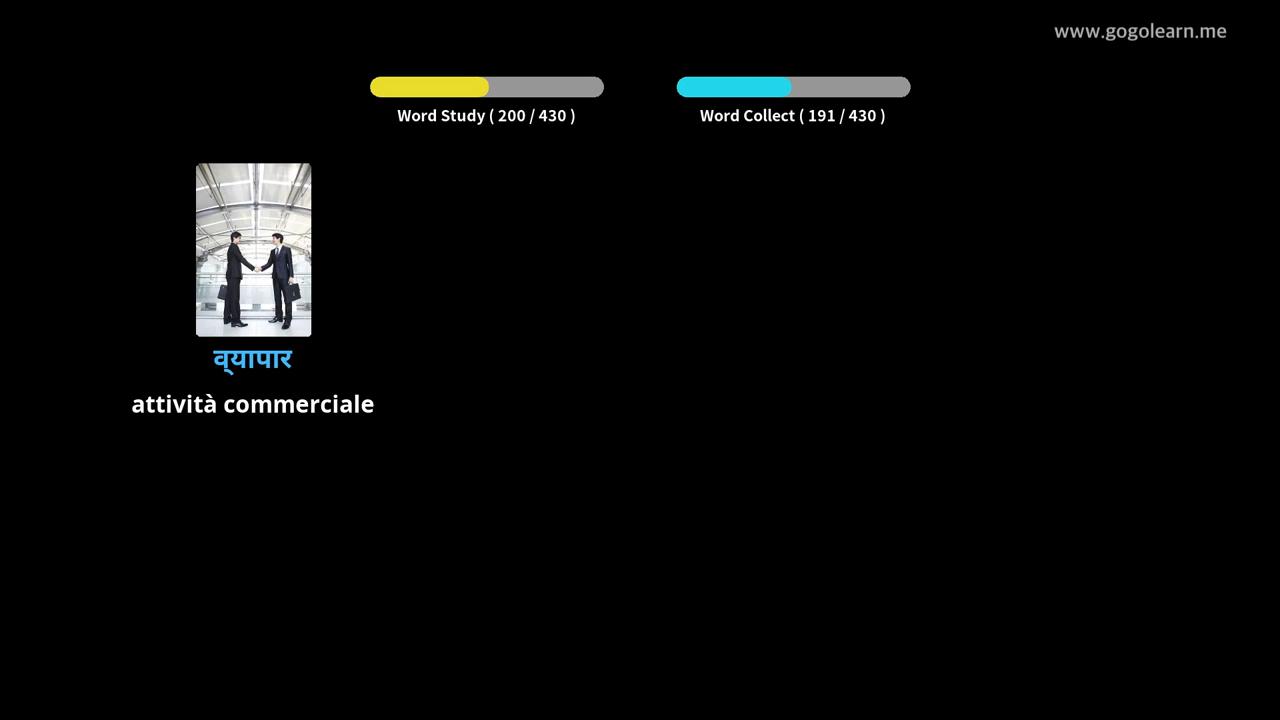 www.gogolearn.me
Word Study ( 200 / 430 )
Word Collect ( 191 / 430 )
व्यापार
attività commerciale